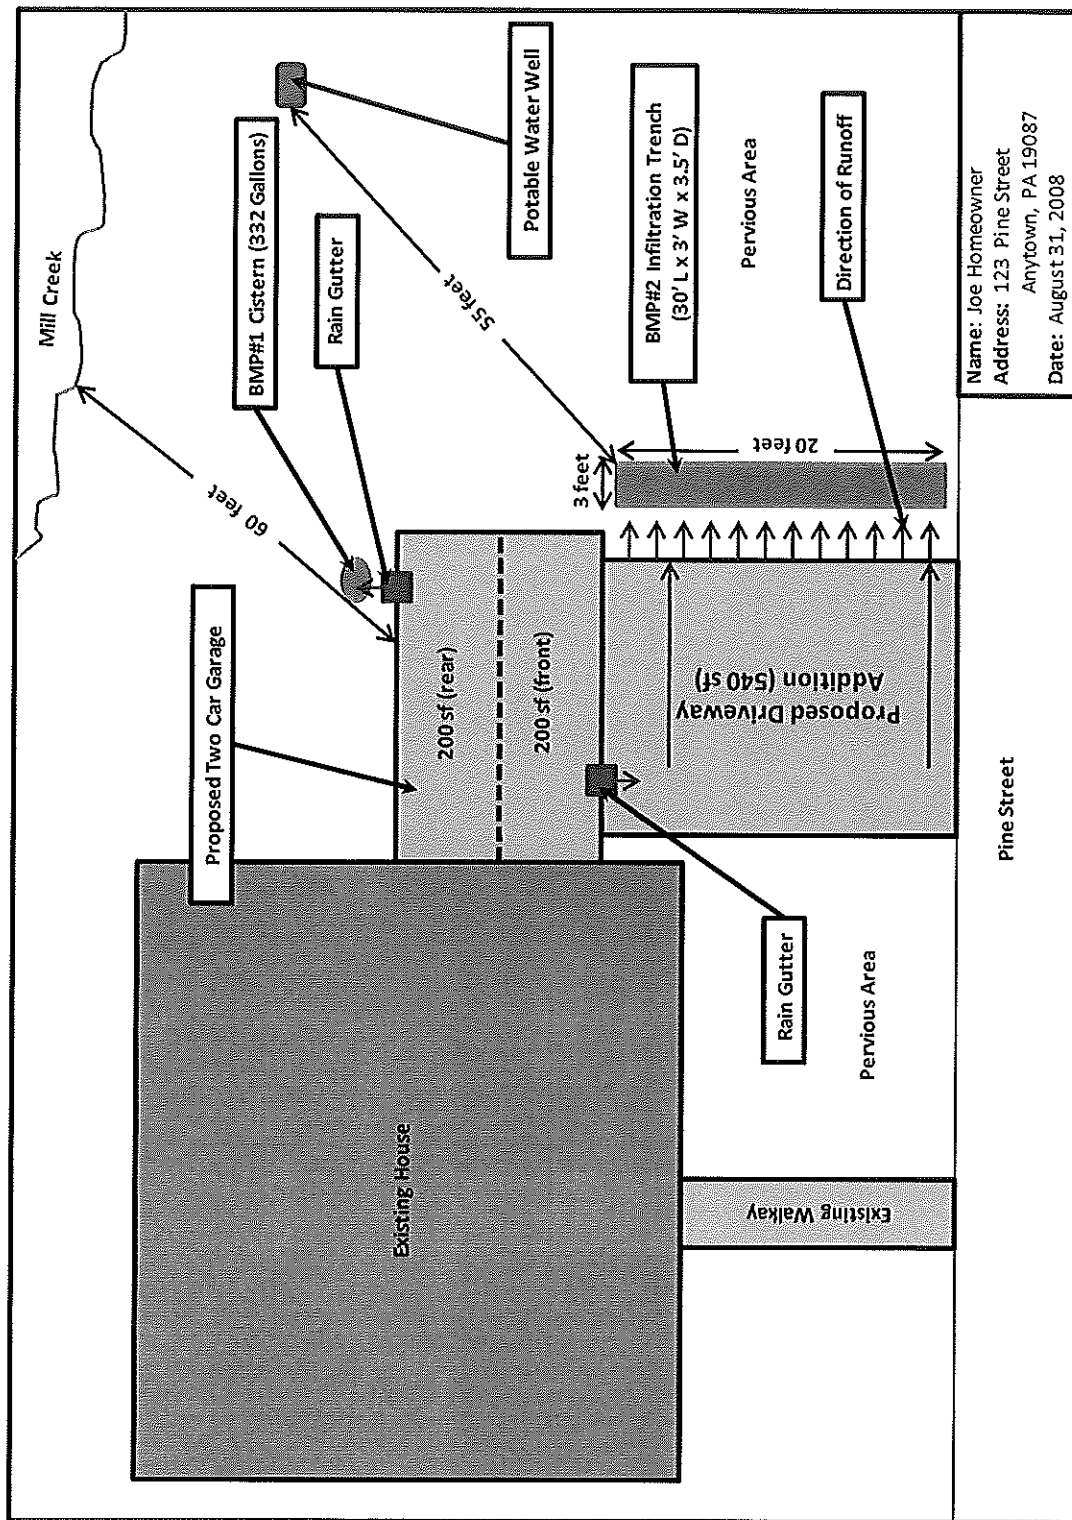 Mill Creek
60 feet
BMP#1 Cistern (332 Gallons)
Rain Gutter
Potable Water Well
55 feet
Proposed Two Car Garage
200 sf (rear)
200 sf (front)
Existing House
BMP#2 Infiltration Trench
(30' L x 3' W x 3.5' D)
Pervious Area
3 feet
20 feet
Direction of Runoff
Proposed Driveway
Addition (540 sf)
Rain Gutter
Pervious Area
Existing Walkay
Pine Street
Name: Joe Homeowner
Address: 123 Pine Street
Anytown, PA 19087
Date: August 31, 2008